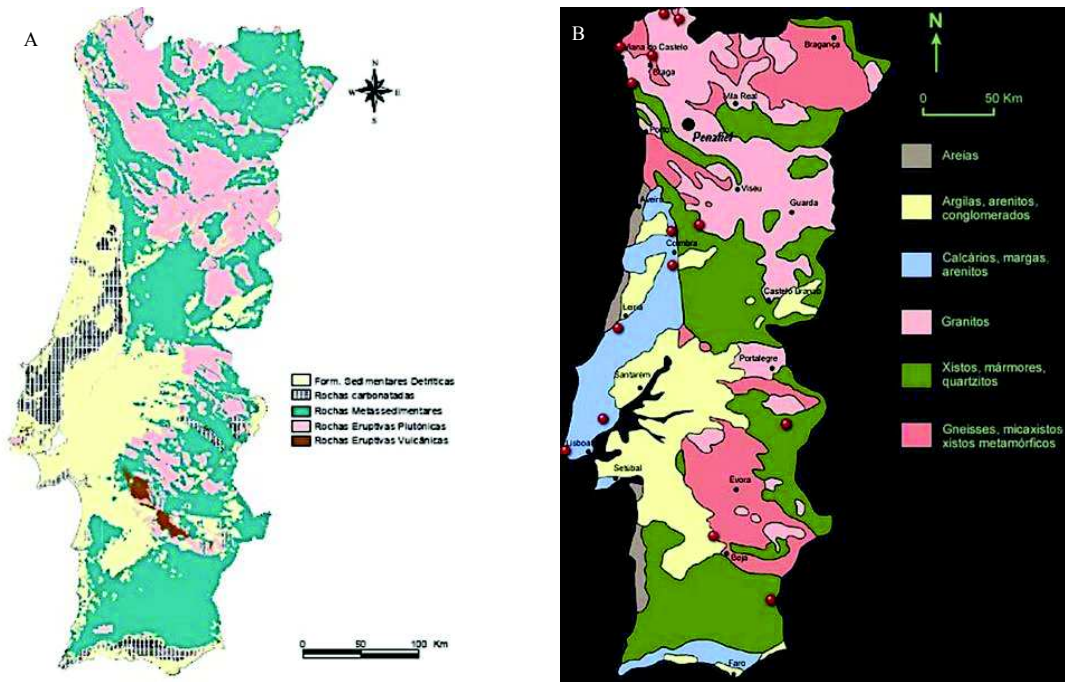 A
N
W E
S
Form. Sedimentares Detríticas
Rochas carbonatadas
Rochas Metassedimentares
Rochas Eruptivas Plutónicas
Rochas Eruptivas Vulcânicas
0 50 100 Km
B
N
0 50 Km
Viana do Castelo
Bragança
Braga
Vila Real
Porto
Penafiel
Viseu
Aveiro
Guarda
Coimbra
Castelo Branco
Leiria
Portalegre
Santarém
Lisboa
Setúbal
Évora
Beja
Faro
Areias
Argilas, arenitos,
conglomerados
Calcários, margas,
arenitos
Granitos
Xistos, mármores,
quartzitos
Gneisses, micaxistos
xistos metamórficos